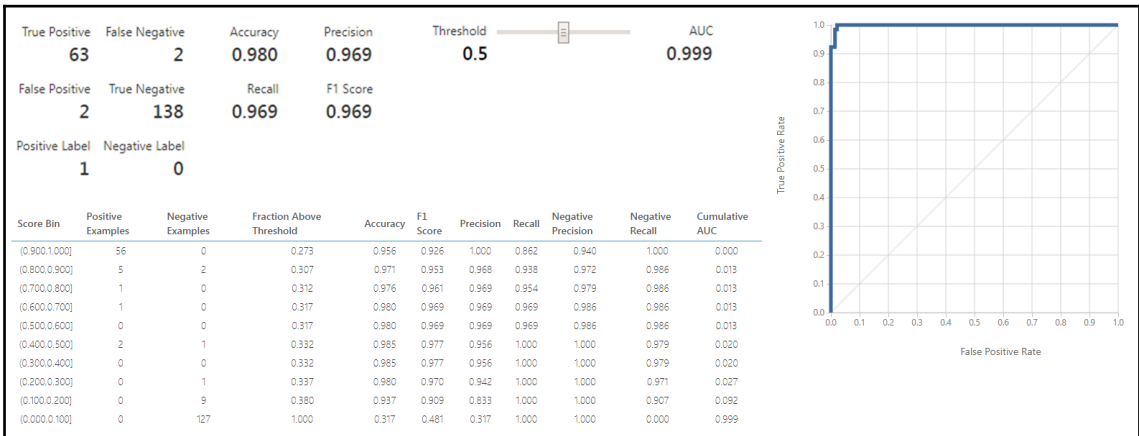 True Positive False Negative Accuracy Precision Threshold AUC
63 2 0.980 0.969 0.5 0.999
False Positive True Negative Recall F1 Score
2 138 0.969 0.969
Positive Label Negative Label
1 0
Score Bin Positive Examples Negative Examples Fraction Above Threshold Accuracy F1 Score Precision Recall Negative Precision Negative Recall Cumulative AUC
(0.900,1.000] 56 0 0.273 0.956 0.926 1.000 0.862 0.940 1.000 0.000
(0.800,0.900] 5 2 0.307 0.971 0.953 0.968 0.938 0.972 0.986 0.013
(0.700,0.800] 1 0 0.312 0.976 0.961 0.969 0.954 0.979 0.986 0.013
(0.600,0.700] 1 0 0.317 0.980 0.969 0.969 0.969 0.986 0.986 0.013
(0.500,0.600] 0 0 0.317 0.980 0.969 0.969 0.969 0.986 0.986 0.013
(0.400,0.500] 2 1 0.332 0.985 0.977 0.956 1.000 1.000 0.979 0.020
(0.300,0.400] 0 0 0.332 0.985 0.977 0.956 1.000 1.000 0.979 0.020
(0.200,0.300] 0 1 0.337 0.980 0.970 0.942 1.000 1.000 0.971 0.027
(0.100,0.200] 0 9 0.380 0.937 0.909 0.833 1.000 1.000 0.907 0.092
(0.000,0.100] 0 127 1.000 0.317 0.481 0.317 1.000 1.000 0.000 0.999
True Positive Rate
1.0
0.9
0.8
0.7
0.6
0.5
0.4
0.3
0.2
0.1
0.0
0.0 0.1 0.2 0.3 0.4 0.5 0.6 0.7 0.8 0.9 1.0
False Positive Rate